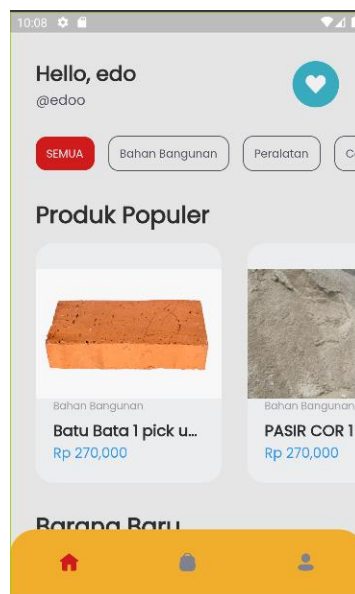 10:08
Hello, edo
@edoo
SEMUA
Bahan Bangunan
Peralatan
C
Produk Populer
Bahan Bangunan
Batu Bata 1 pick u...
Rp 270,000
Bahan Bangunan
PASIR COR 1
Rp 270,000
Barang Baru